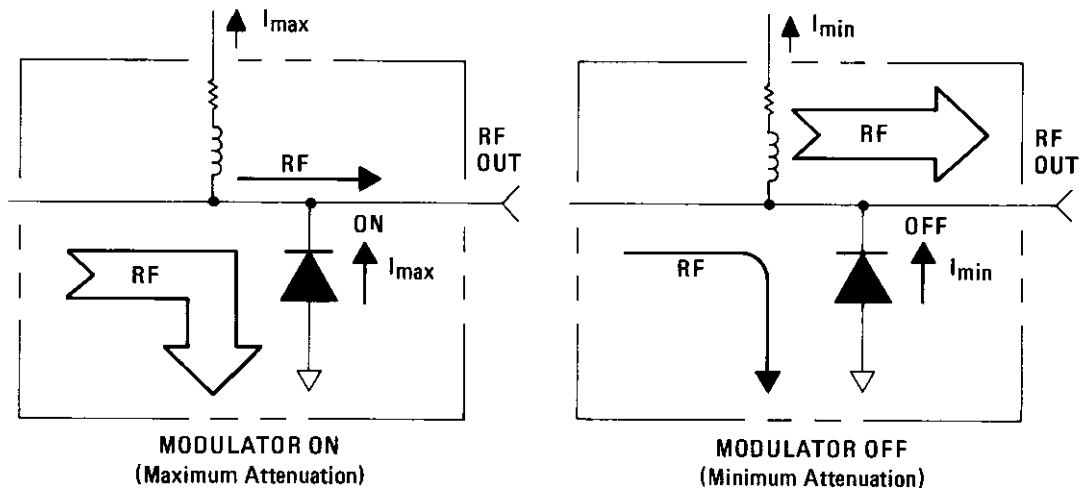 Imax
RF
OUT
RF
ON
Imax
RF
MODULATOR ON
(Maximum Attenuation)
Imin
RF
RF
OUT
OFF
Imin
RF
MODULATOR OFF
(Minimum Attenuation)